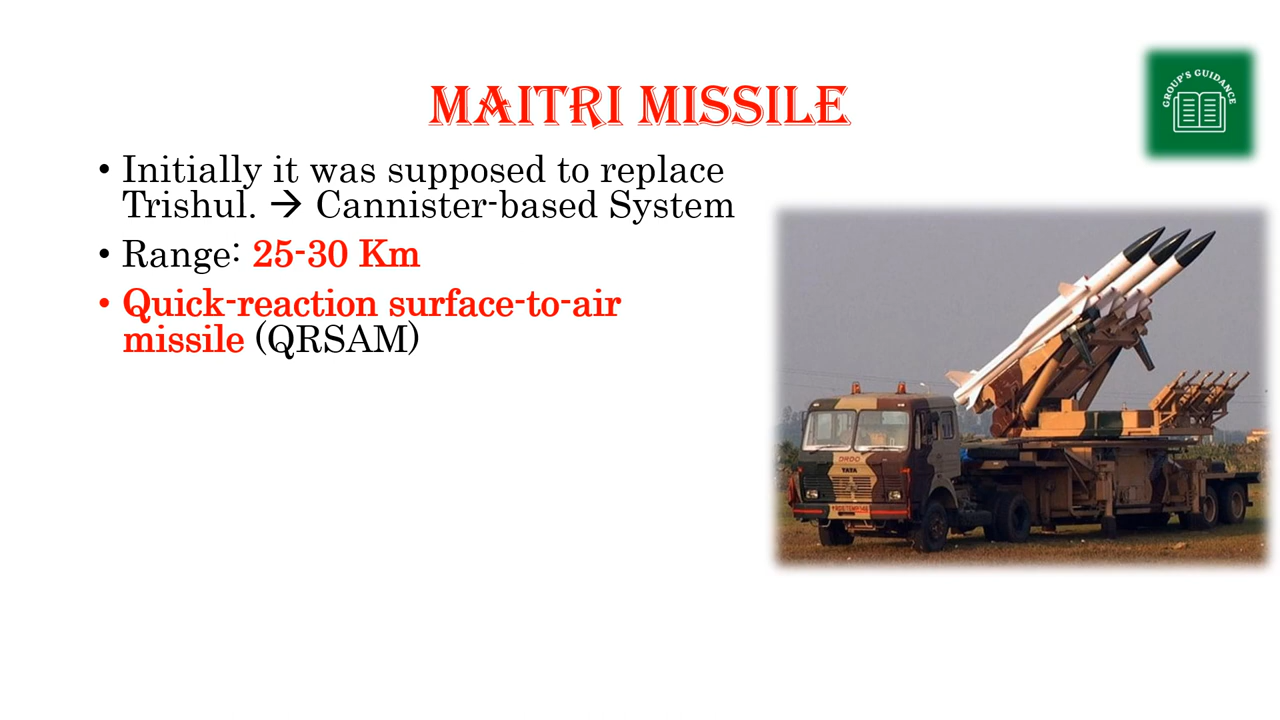 GROUP'S GUIDANCE
MAITRI MISSILE
• Initially it was supposed to replace
Trishul. → Cannister-based System
• Range: 25-30 Km
• Quick-reaction surface-to-air
missile (QRSAM)
DRDO
TATA